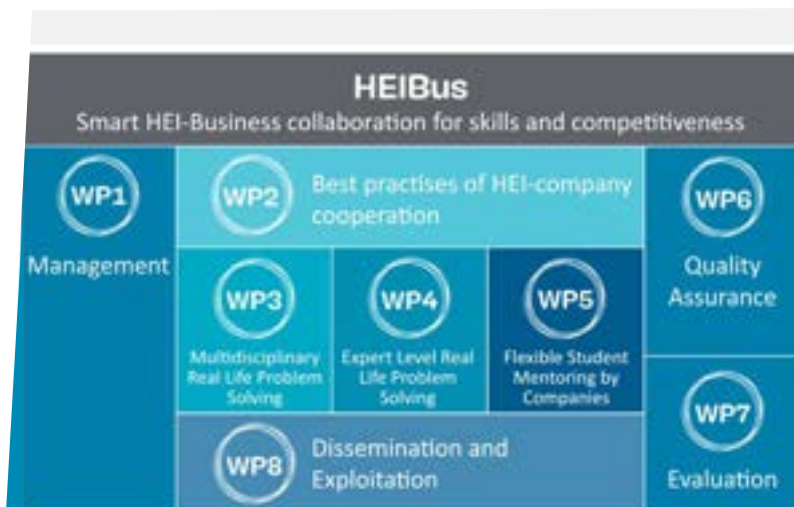 HEIBus
Smart HEI-Business collaboration for skills and competitiveness
WP1
Management
WP2
Best practises of HEI-company
cooperation
WP3
Multidisciplinary
Real Life Problem
Solving
WP4
Expert Level Real
Life Problem
Solving
WP5
Flexible Student
Mentoring by
Companies
WP6
Quality
Assurance
WP7
Evaluation
WP8
Dissemination and
Exploitation